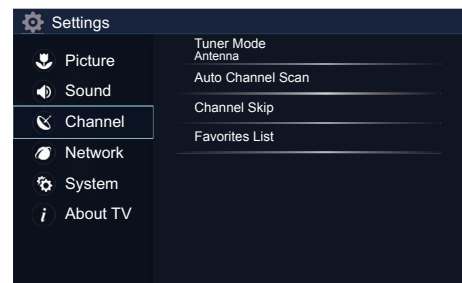 Settings
Picture
Sound
Channel
Network
System
About TV
Tuner Mode
Antenna
Auto Channel Scan
Channel Skip
Favorites List